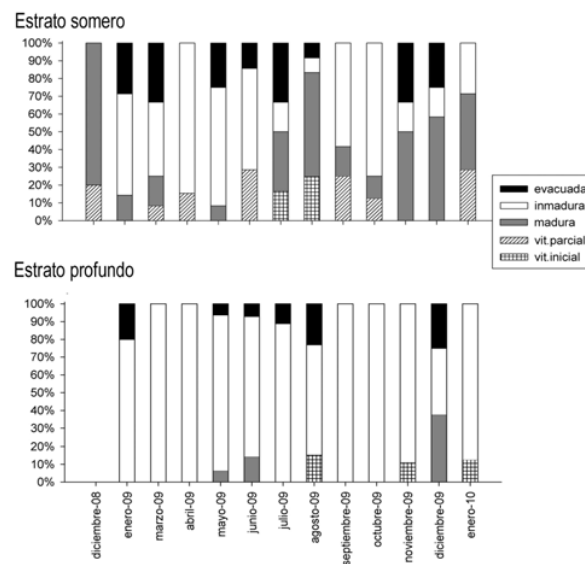 Estrato somero
100%
90%
80%
70%
60%
50%
40%
30%
20%
10%
0%
evacuada
inmadura
madura
vit.parcial
vit.inicial
Estrato profundo
100%
90%
80%
70%
60%
50%
40%
30%
20%
10%
0%
diciembre-08
enero-09
marzo-09
abril-09
mayo-09
junio-09
julio-09
agosto-09
septiembre-09
octubre-09
noviembre-09
diciembre-09
enero-10